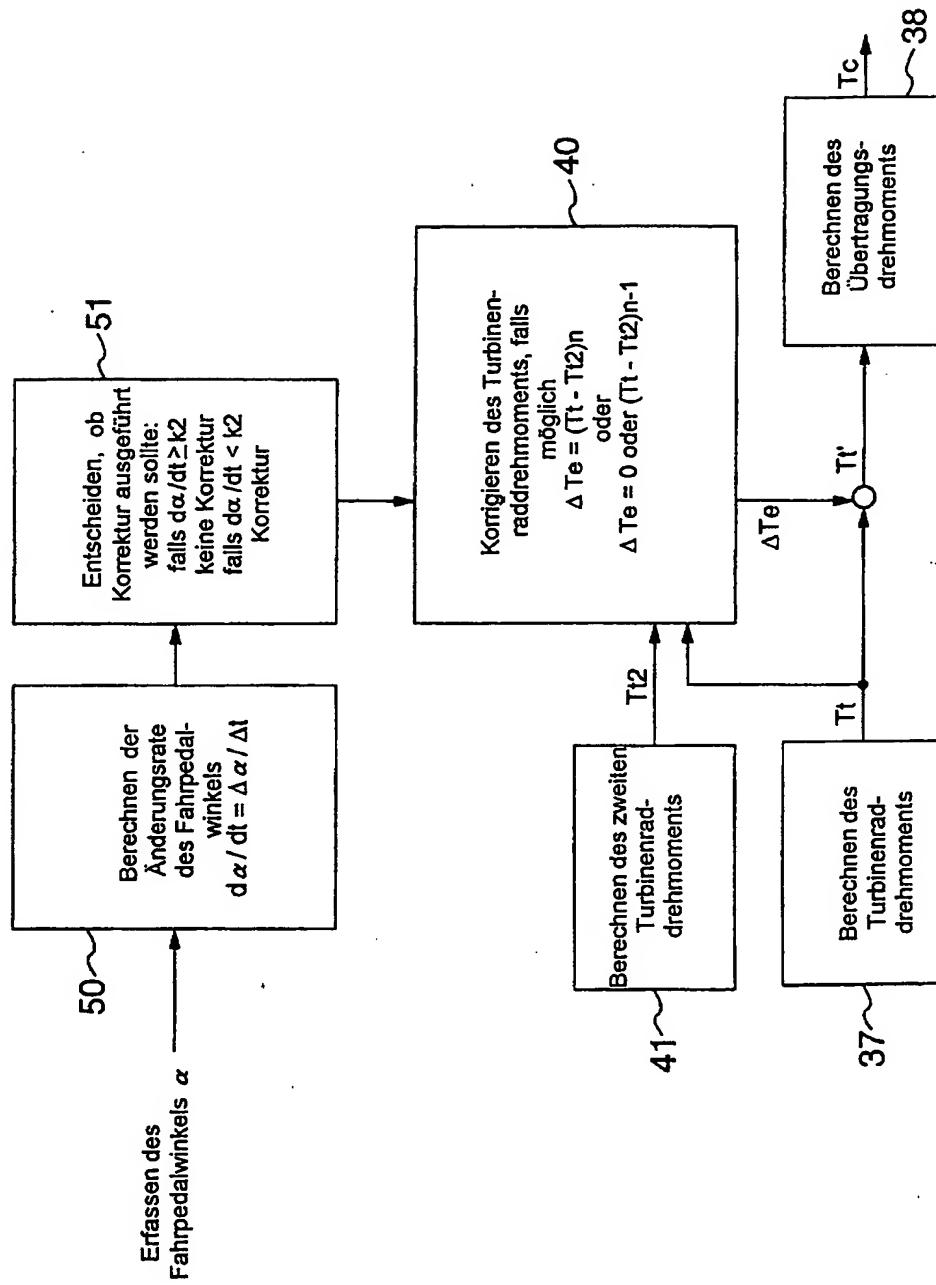 Erfassen des
Fahrpedalwinkels α
50
Berechnen der
Änderungsrate
des Fahrpedal-
winkels
dα/dt = Δα/Δt
51
Entscheiden, ob
Korrektur ausgeführt
werden sollte:
falls dα/dt ≥ k2
keine Korrektur
falls dα/dt < k2
Korrektur
40
Korrigieren des Turbinen-
raddrehmoments, falls
möglich
Δ Te = (Tt - Tt2)n
oder
Δ Te = 0 oder (Tt - Tt2)n-1
41
Berechnen des zweiten
Turbinenrad-
drehmoments
Tt2
37
Berechnen des
Turbinenrad-
drehmoments
Tt
ΔTe
Tt'
38
Berechnen des
Übertragungs-
drehmoments
Tc